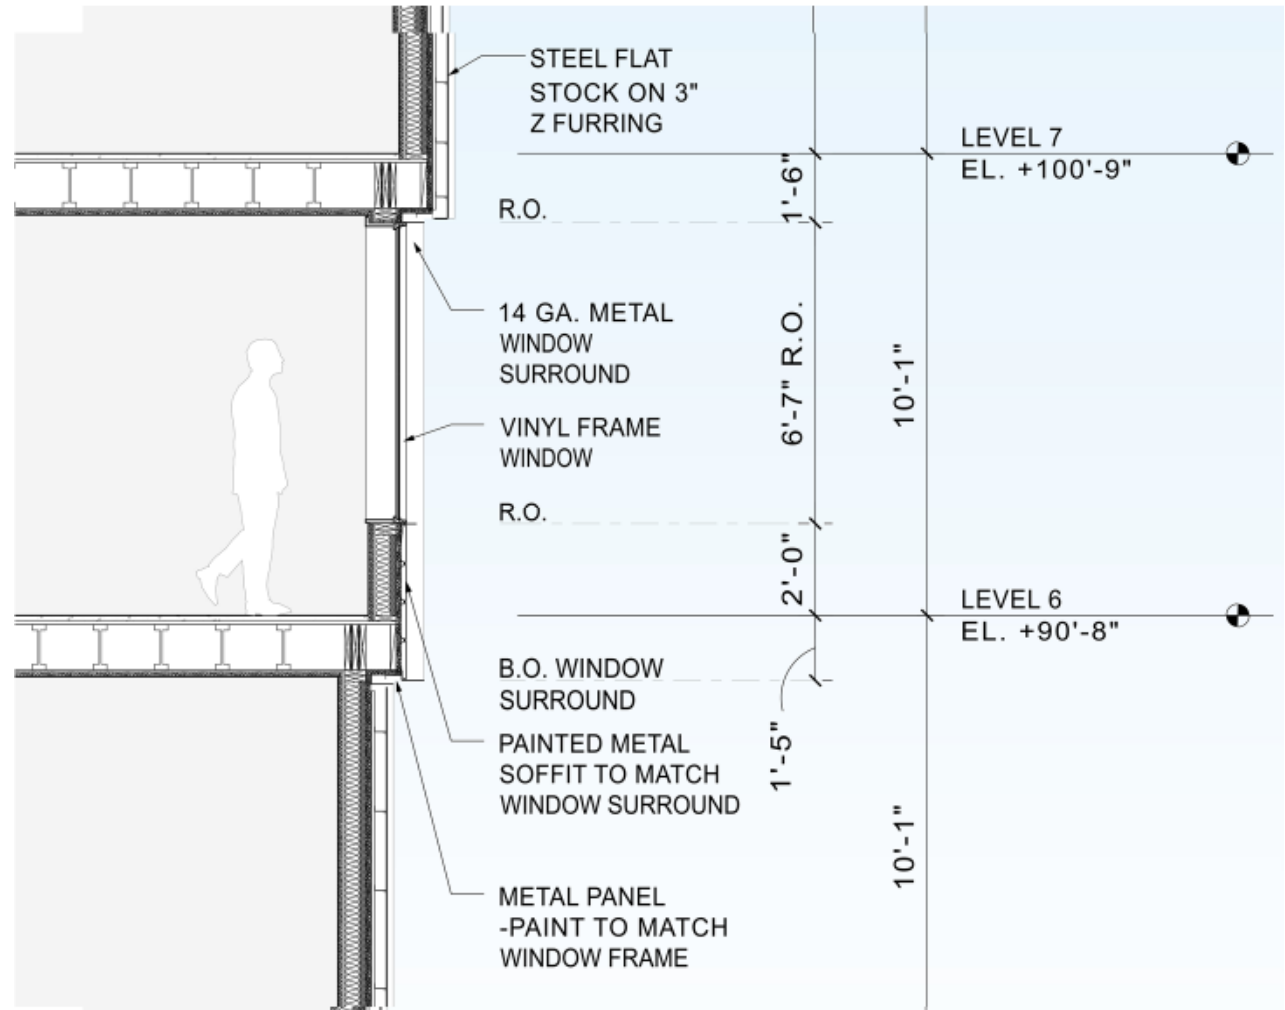 STEEL FLAT
STOCK ON 3"
Z FURRING
LEVEL 7
EL. +100'-9"
1'-6"
R.O.
14 GA. METAL
WINDOW
SURROUND
6'-7" R.O.
10'-1"
VINYL FRAME
WINDOW
R.O.
2'-0"
LEVEL 6
EL. +90'-8"
B.O. WINDOW
SURROUND
1'-5"
PAINTED METAL
SOFFIT TO MATCH
WINDOW SURROUND
10'-1"
METAL PANEL
-PAINT TO MATCH
WINDOW FRAME